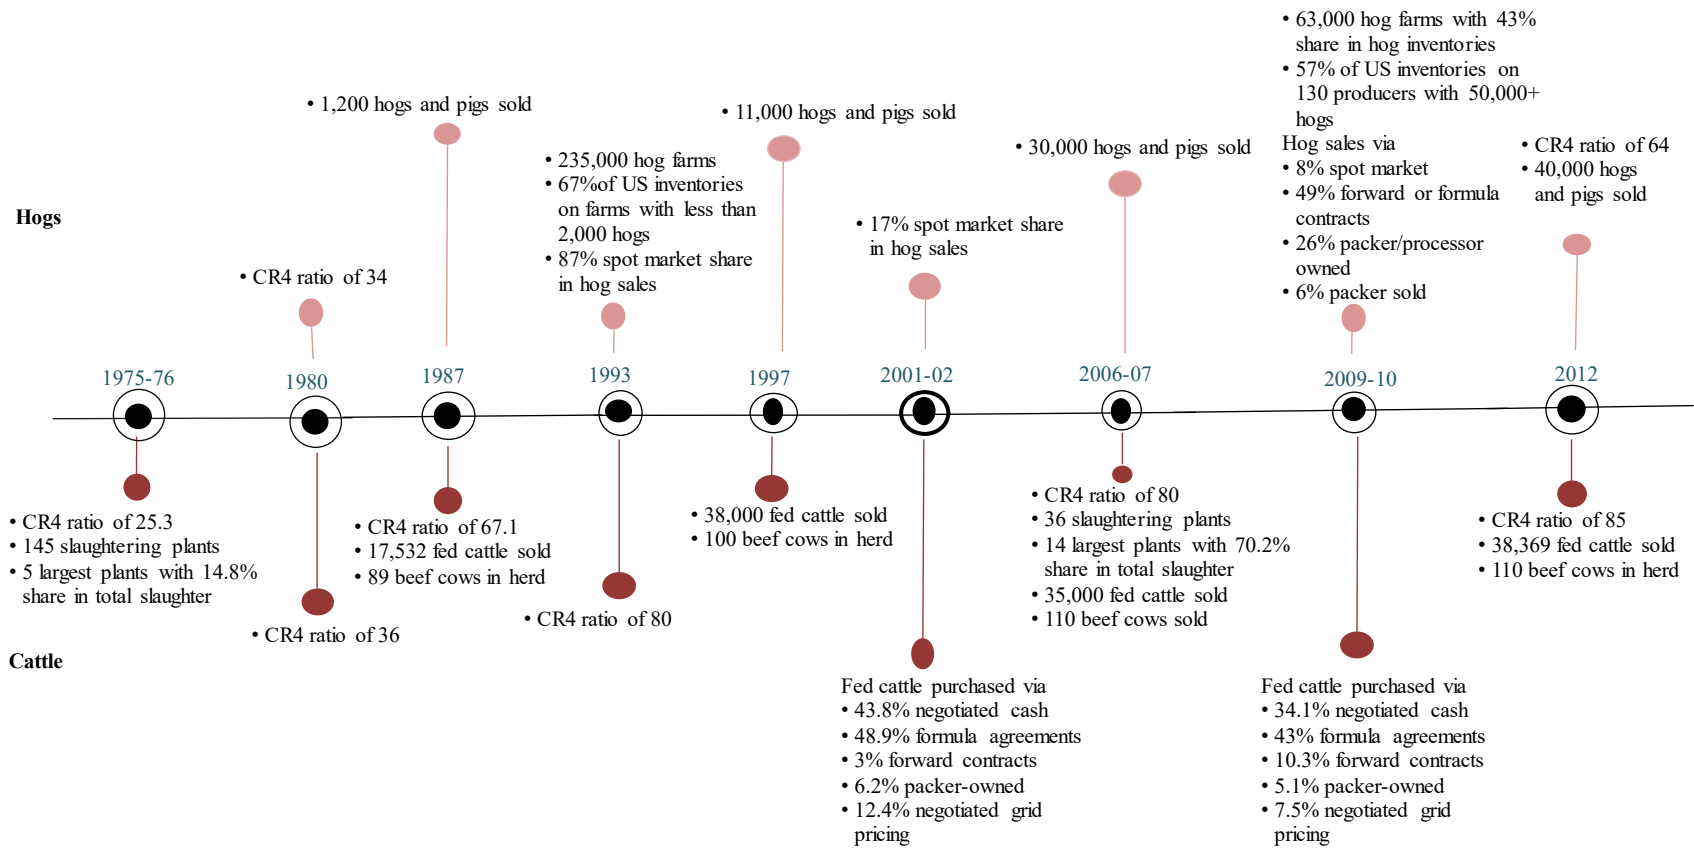 • 63,000 hog farms with 43%
share in hog inventories
• 57% of US inventories on
130 producers with 50,000+
hogs
Hog sales via
• 8% spot market
• 49% forward or formula
contracts
• 26% packer/processor
owned
• 6% packer sold
• 1,200 hogs and pigs sold
• 11,000 hogs and pigs sold
• 235,000 hog farms
• 67%of US inventories
on farms with less than
2,000 hogs
• 87% spot market share
in hog sales
• 30,000 hogs and pigs sold
• CR4 ratio of 64
• 40,000 hogs
and pigs sold
Hogs
• 17% spot market share
in hog sales
• CR4 ratio of 34
1975-76
1980
1987
1993
1997
2001-02
2006-07
2009-10
2012
• CR4 ratio of 25.3
• 145 slaughtering plants
• 5 largest plants with 14.8%
share in total slaughter
• CR4 ratio of 36
• CR4 ratio of 67.1
• 17,532 fed cattle sold
• 89 beef cows in herd
• CR4 ratio of 80
• 38,000 fed cattle sold
• 100 beef cows in herd
• CR4 ratio of 80
• 36 slaughtering plants
• 14 largest plants with 70.2%
share in total slaughter
• 35,000 fed cattle sold
• 110 beef cows sold
• CR4 ratio of 85
• 38,369 fed cattle sold
• 110 beef cows in herd
Cattle
Fed cattle purchased via
• 43.8% negotiated cash
• 48.9% formula agreements
• 3% forward contracts
• 6.2% packer-owned
• 12.4% negotiated grid
pricing
Fed cattle purchased via
• 34.1% negotiated cash
• 43% formula agreements
• 10.3% forward contracts
• 5.1% packer-owned
• 7.5% negotiated grid
pricing